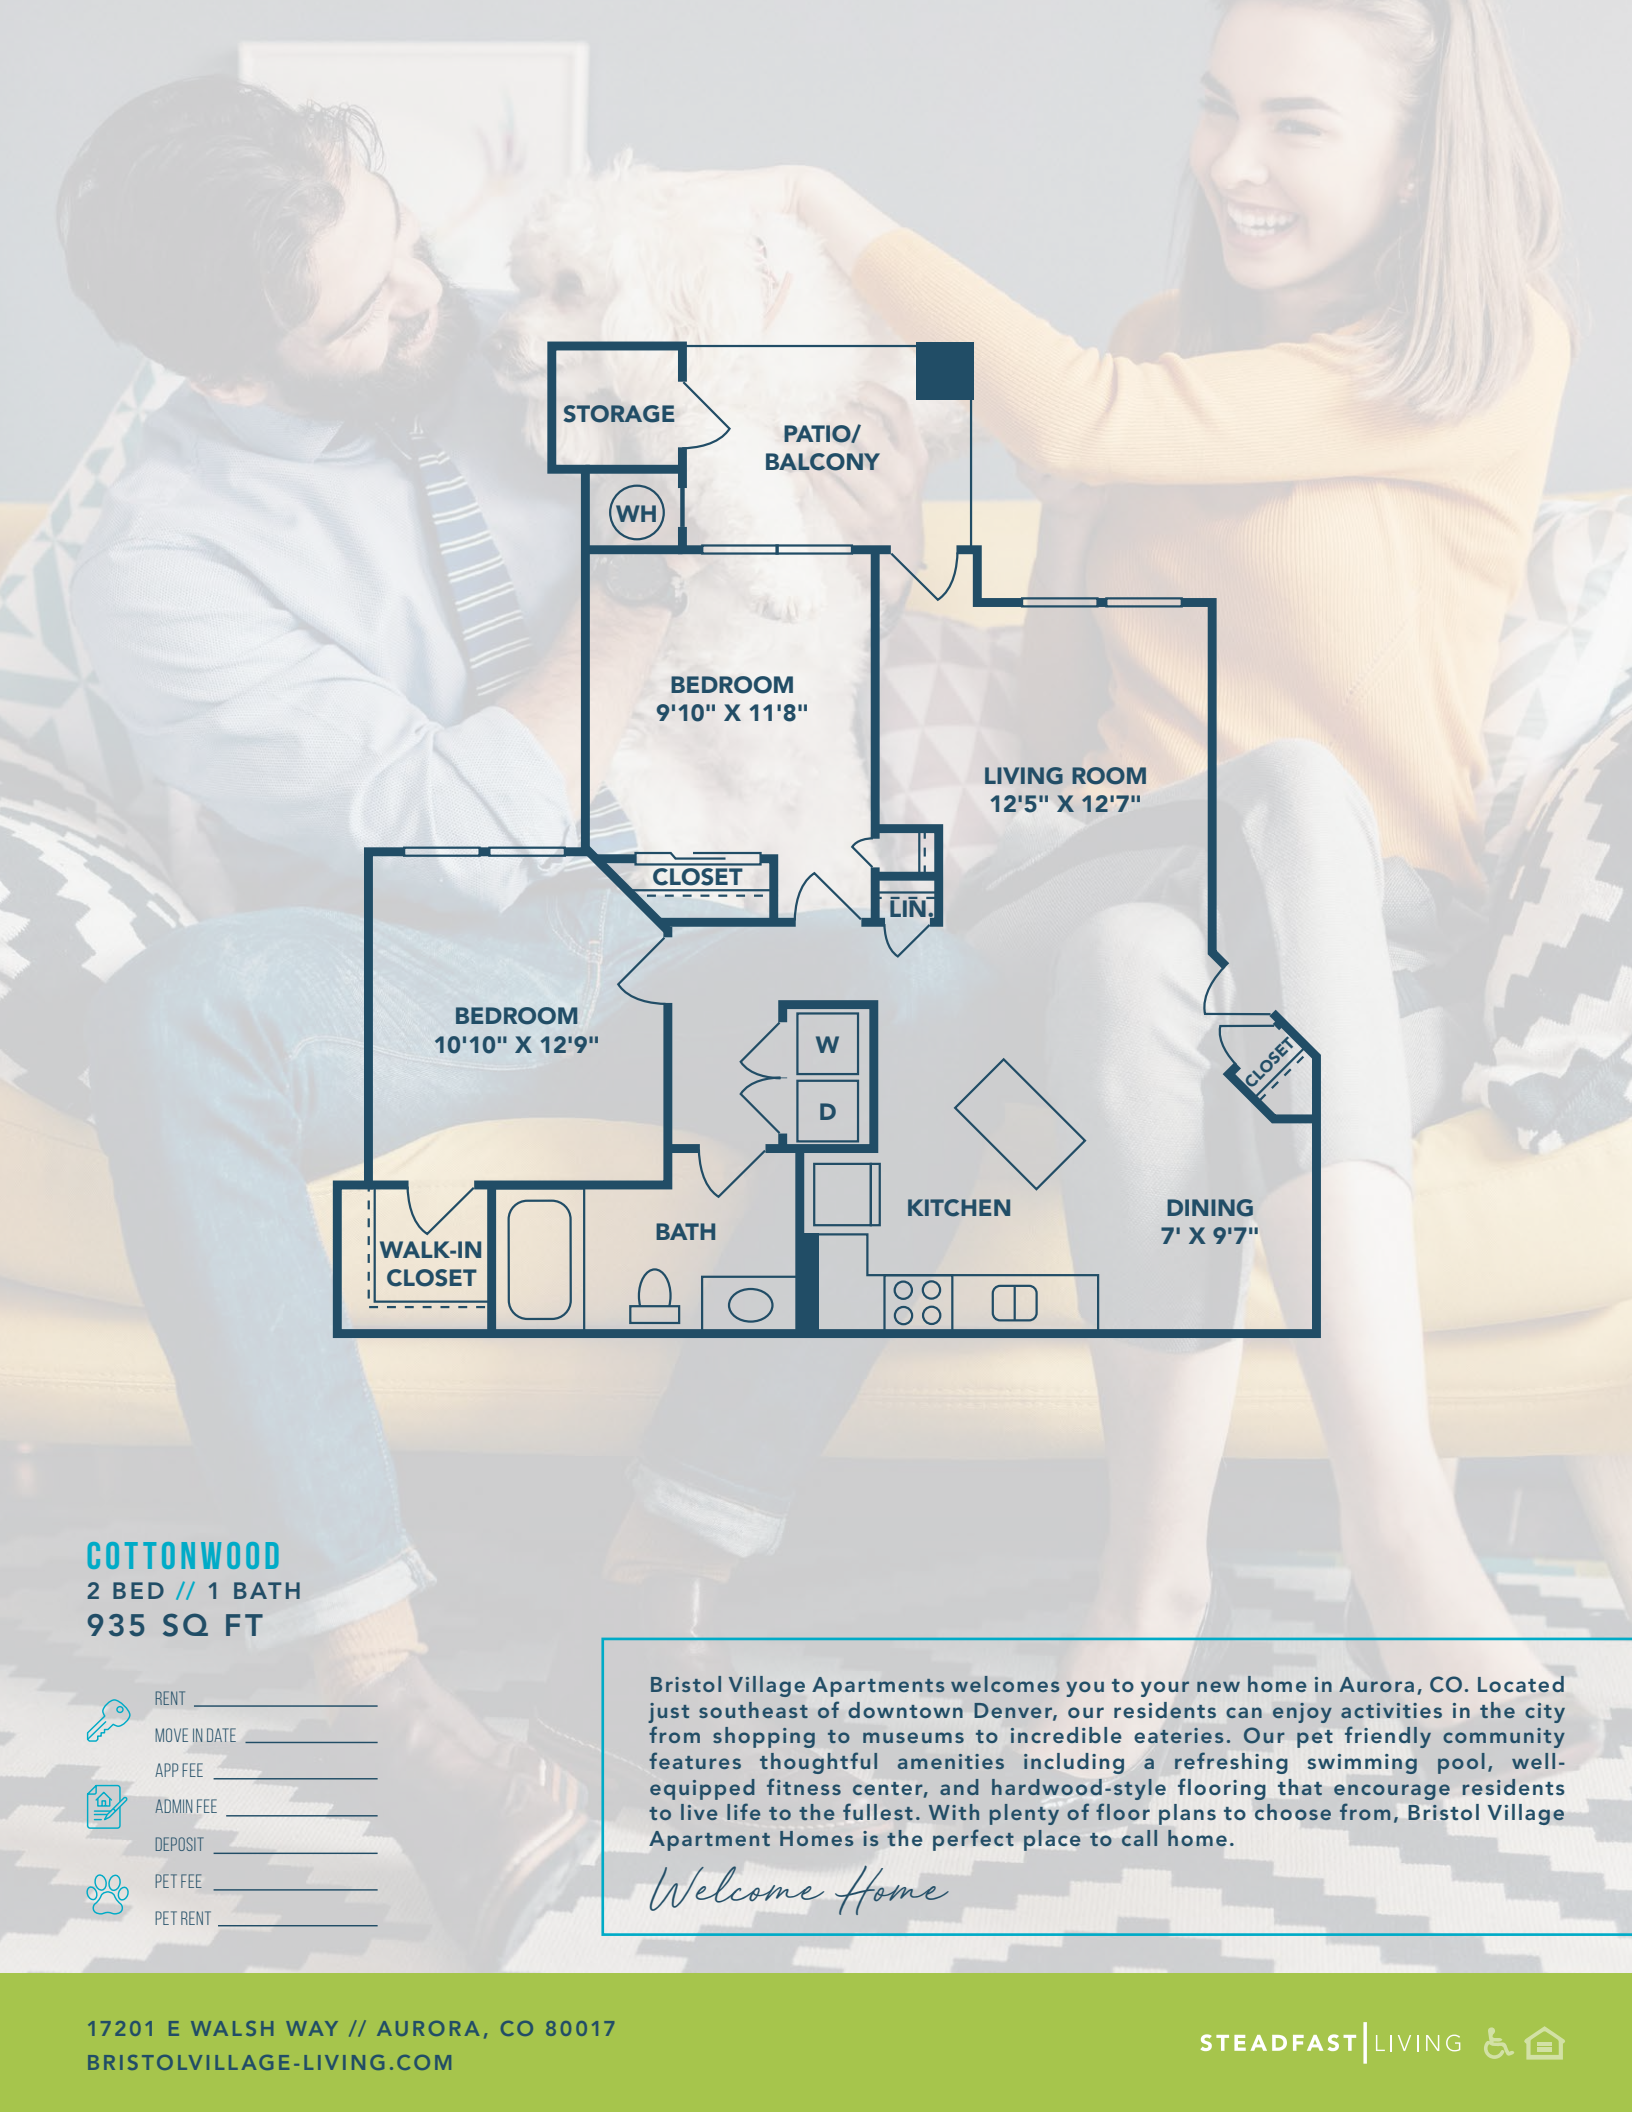 STORAGE
PATIO/
BALCONY
WH
BEDROOM
9'10" X 11'8"
LIVING ROOM
12'5" X 12'7"
CLOSET
LIN.
BEDROOM
10'10" X 12'9"
W
D
CLOSET
KITCHEN
DINING
7' X 9'7"
BATH
WALK-IN
CLOSET
COTTONWOOD
2 BED // 1 BATH
935 SQ FT
RENT
MOVE IN DATE
APP FEE
ADMIN FEE
DEPOSIT
PET FEE
PET RENT
Bristol Village Apartments welcomes you to your new home in Aurora, CO. Located
just southeast of downtown Denver, our residents can enjoy activities in the city
from shopping to museums to incredible eateries. Our pet friendly community
features thoughtful amenities including a refreshing swimming pool, well-
equipped fitness center, and hardwood-style flooring that encourage residents
to live life to the fullest. With plenty of floor plans to choose from, Bristol Village
Apartment Homes is the perfect place to call home.
Welcome Home
17201 E WALSH WAY // AURORA, CO 80017
BRISTOLVILLAGE-LIVING.COM
STEADFAST|LIVING